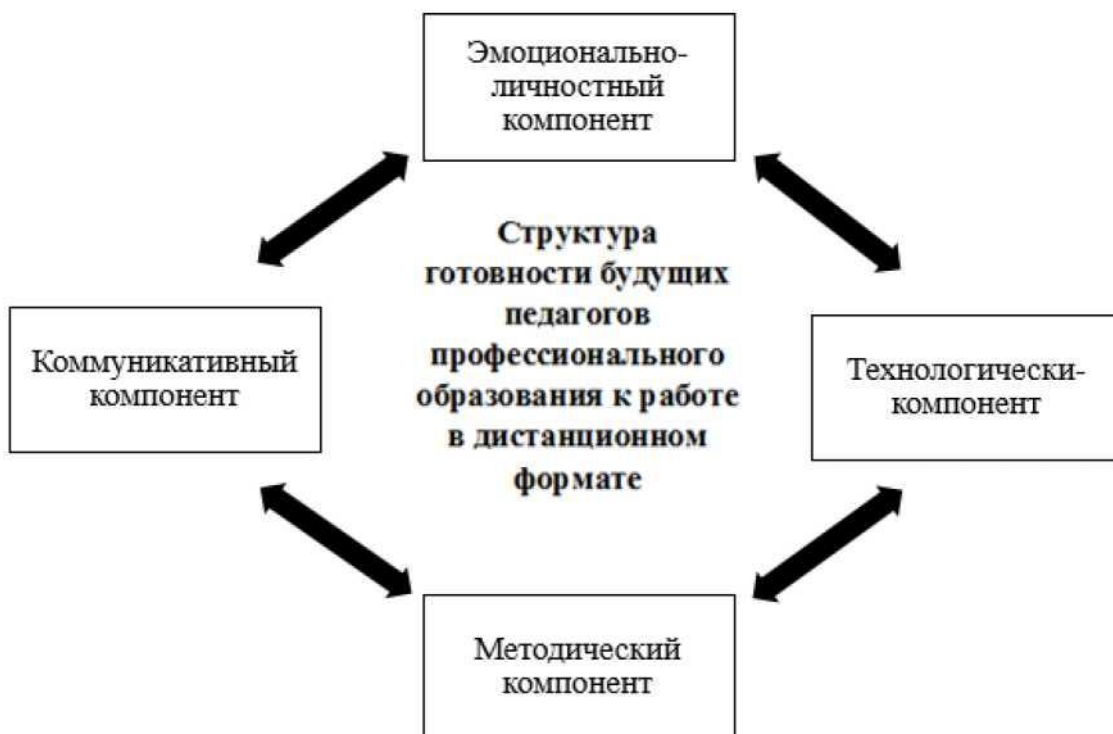 Эмоционально-
личностный
компонент
Структура
готовности будущих
педагогов
профессионального
образования к работе
в дистанционном
формате
Коммуникативный
компонент
Технологически-
компонент
Методический
компонент